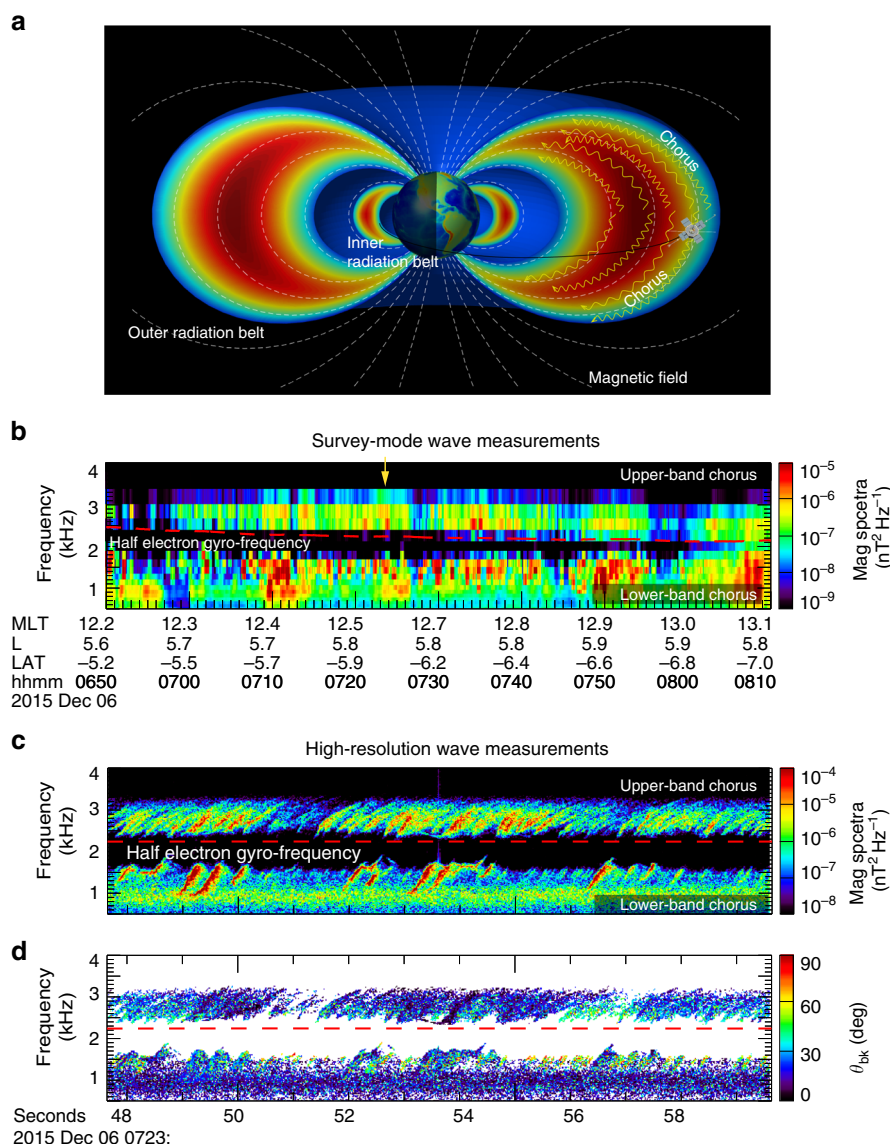 a
Chorus
Inner
radiation belt
Chorus
Outer radiation belt
Magnetic field
b
Survey-mode wave measurements
4
3
2
1
Frequency
(kHz)
Upper-band chorus
Half electron gyro-frequency
Lower-band chorus
10⁻⁵
10⁻⁶
10⁻⁷
10⁻⁸
10⁻⁹
Mag spcetra
(nT² Hz⁻¹)
MLT 12.2 12.3 12.4 12.5 12.7 12.8 12.9 13.0 13.1
L 5.6 5.7 5.7 5.8 5.8 5.8 5.9 5.9 5.8
LAT –5.2 –5.5 –5.7 –5.9 –6.2 –6.4 –6.6 –6.8 –7.0
hhmm 0650 0700 0710 0720 0730 0740 0750 0800 0810
2015 Dec 06
c
High-resolution wave measurements
4
3
2
1
Frequency
(kHz)
Upper-band chorus
Half electron gyro-frequency
Lower-band chorus
10⁻⁴
10⁻⁵
10⁻⁶
10⁻⁷
10⁻⁸
Mag spcetra
(nT² Hz⁻¹)
d
4
3
2
1
Frequency
(kHz)
90
60
30
0
θbk (deg)
Seconds 48 50 52 54 56 58
2015 Dec 06 0723: